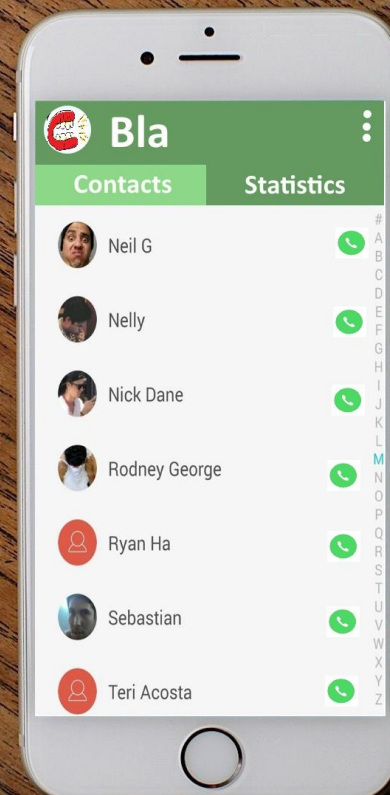 Bla
Contacts Statistics
Neil G
Nelly
Nick Dane
Rodney George
Ryan Ha
Sebastian
Teri Acosta
#
A
B
C
D
E
F
G
H
I
J
K
L
M
N
O
P
Q
R
S
T
U
V
W
X
Y
Z